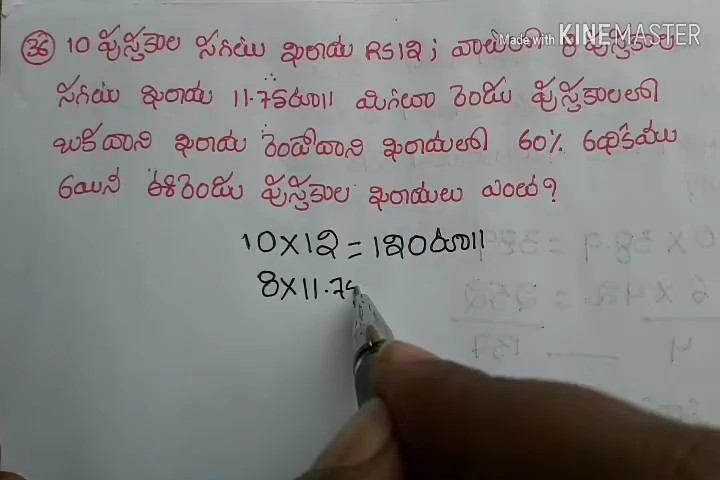 Made with KINEMASTER
36 10 పుస్తకాల సగటు ఖరీదు RS12; వాటిలో 8 పుస్తకాల
సగటు ఖరీదు 11.75రూ॥ మిగిలిన రెండు పుస్తకాలలో
ఒకదాని ఖరీదు రెండోదాని ఖరీదులో 60% అధికము
అయిన ఈరెండు పుస్తకాల ఖరీదులు ఎంత?
10×12=120రూ॥
8×11.75